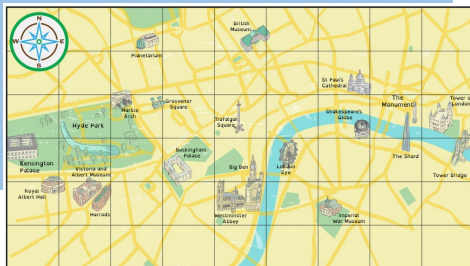 N
W
E
S
British
Museum
Planetarium
St Paul's
Cathedral
Marble
Arch
Grosvenor
Square
The
Monument
Tower of
London
Trafalgar
Square
Shakespeare's
Globe
Hyde Park
Buckingham
Palace
The Shard
Kensington
Palace
Victoria and
Albert Museum
Big Ben
London
Eye
Tower Bridge
Royal
Albert Hall
Harrods
Westminster
Abbey
Imperial
War Museum